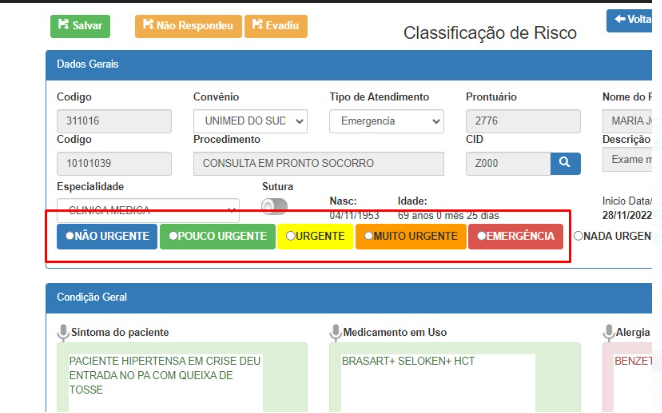 Salvar Não Respondeu Evadiu Volta
Classificação de Risco
Dados Gerais
Codigo Convênio Tipo de Atendimento Prontuário Nome do
311016 UNIMED DO SUD Emergencia 2776 MARIA
Codigo Procedimento CID Descrição
10101039 CONSULTA EM PRONTO SOCORRO Z000 Exame
Especialidade Sutura
CLINICA MEDICA Nasc: Idade: Inicio Data/
04/11/1953 69 anos 0 mês 25 dias 28/11/2022
NÃO URGENTE POUCO URGENTE URGENTE MUITO URGENTE EMERGÊNCIA NADA URGEN
Condição Geral
Sintoma do paciente Medicamento em Uso Alergia
PACIENTE HIPERTENSA EM CRISE DEU BRASART+ SELOKEN+ HCT BENZET
ENTRADA NO PA COM QUEIXA DE
TOSSE